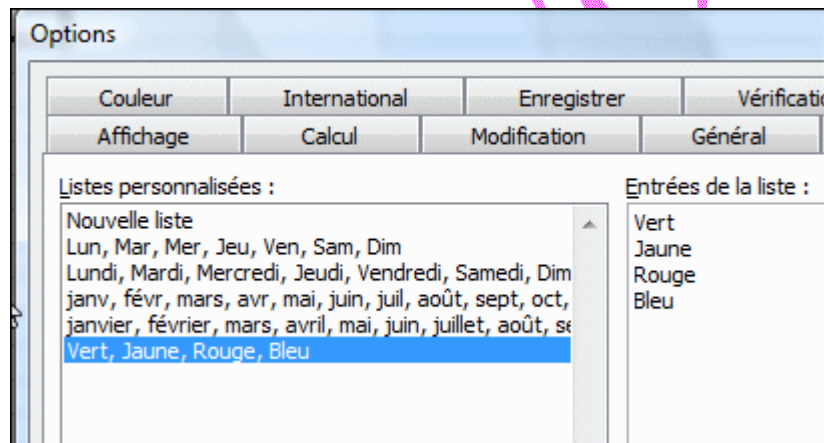 Options
Couleur International Enregistrer Vérificatio
Affichage Calcul Modification Général
Listes personnalisées : Entrées de la liste :
Nouvelle liste
Lun, Mar, Mer, Jeu, Ven, Sam, Dim
Lundi, Mardi, Mercredi, Jeudi, Vendredi, Samedi, Dim
janv, févr, mars, avr, mai, juin, juil, août, sept, oct,
janvier, février, mars, avril, mai, juin, juillet, août, se
Vert, Jaune, Rouge, Bleu
Vert
Jaune
Rouge
Bleu